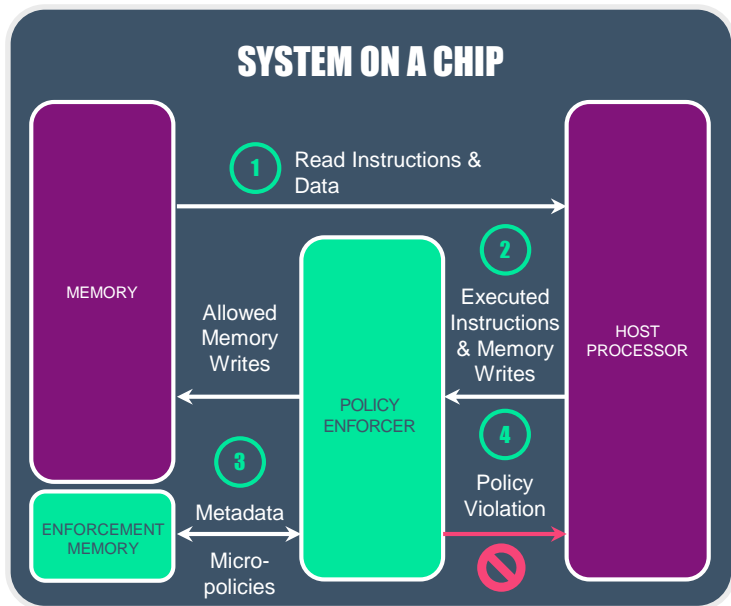 SYSTEM ON A CHIP
1
Read Instructions &
Data
2
MEMORY
Executed
Instructions
& Memory
Writes
Allowed
Memory
Writes
HOST
PROCESSOR
POLICY
ENFORCER
4
3
Policy
Violation
Metadata
ENFORCEMENT
MEMORY
Micro-
policies